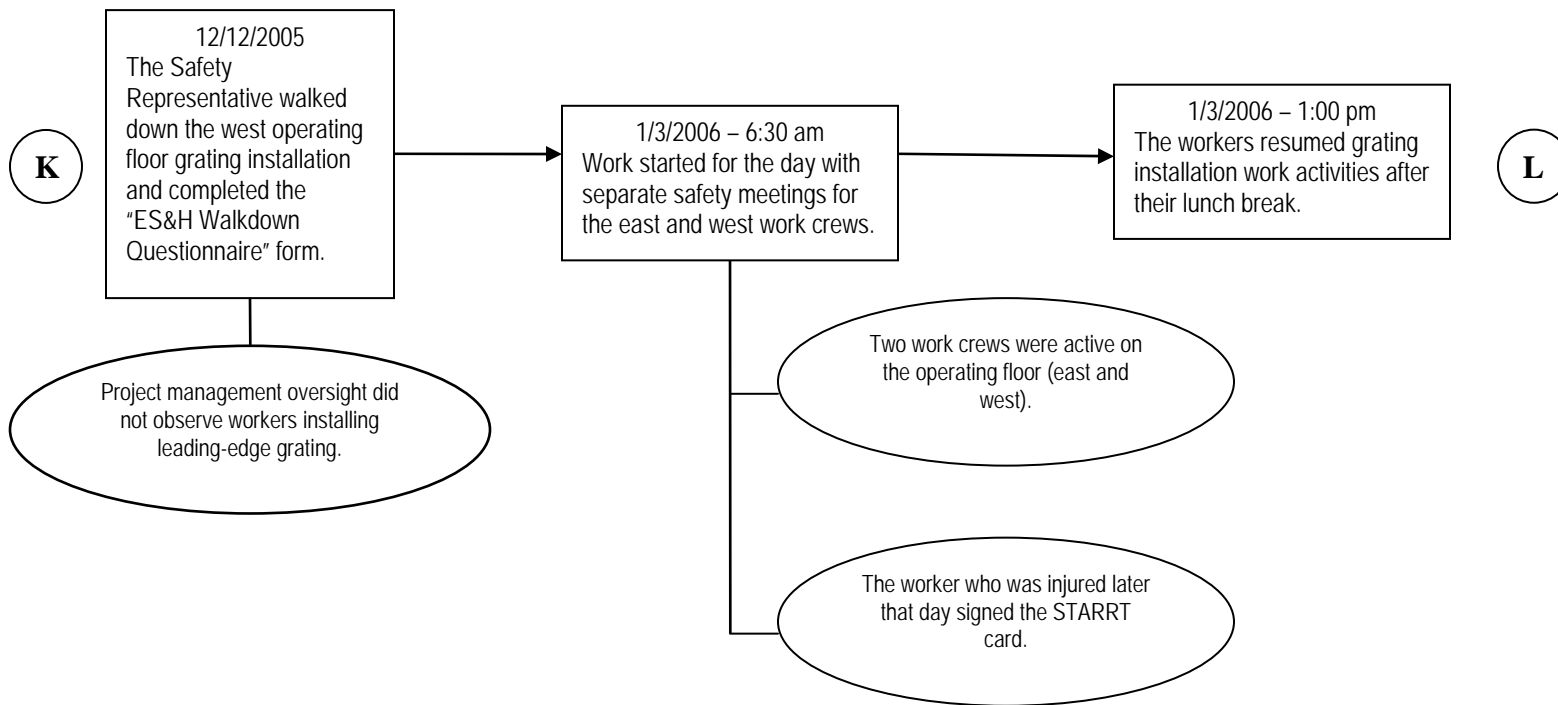 K
12/12/2005
The Safety
Representative walked
down the west operating
floor grating installation
and completed the
"ES&H Walkdown
Questionnaire" form.
Project management oversight did
not observe workers installing
leading-edge grating.
1/3/2006 – 6:30 am
Work started for the day with
separate safety meetings for
the east and west work crews.
Two work crews were active on
the operating floor (east and
west).
The worker who was injured later
that day signed the STARRT
card.
1/3/2006 – 1:00 pm
The workers resumed grating
installation work activities after
their lunch break.
L